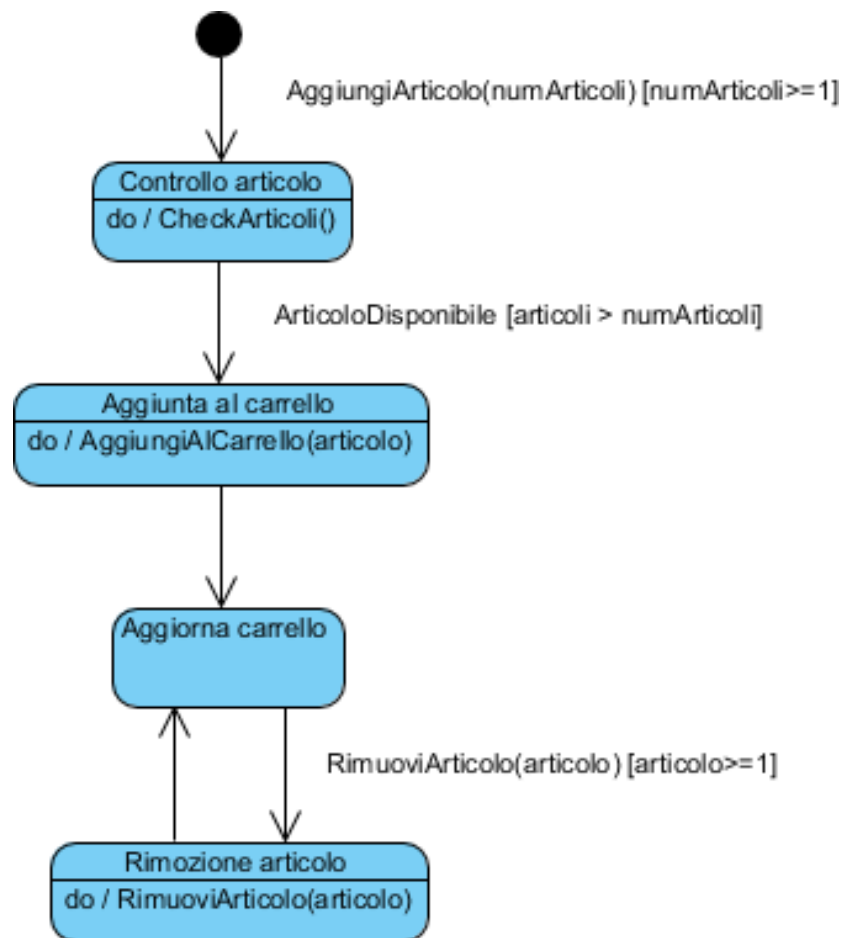 AggiungiArticolo(numArticoli) [numArticoli>=1]
Controllo articolo
do / CheckArticoli()
ArticoloDisponibile [articoli > numArticoli]
Aggiunta al carrello
do / AggiungiAlCarrello(articolo)
Aggiorna carrello
RimuoviArticolo(articolo) [articolo>=1]
Rimozione articolo
do / RimuoviArticolo(articolo)